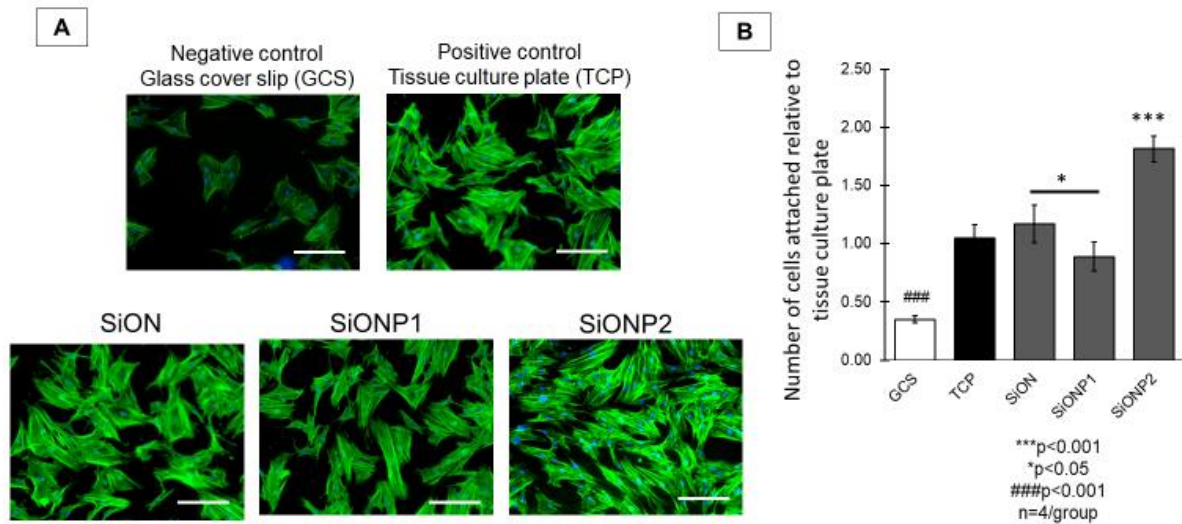 A
Negative control
Glass cover slip (GCS)
Positive control
Tissue culture plate (TCP)
SiON
SiONP1
SiONP2
B
Number of cells attached relative to
tissue culture plate
2.50
2.00
1.50
1.00
0.50
0.00
###
*
***
GCS
TCP
SiON
SiONP1
SiONP2
***p<0.001
*p<0.05
###p<0.001
n=4/group